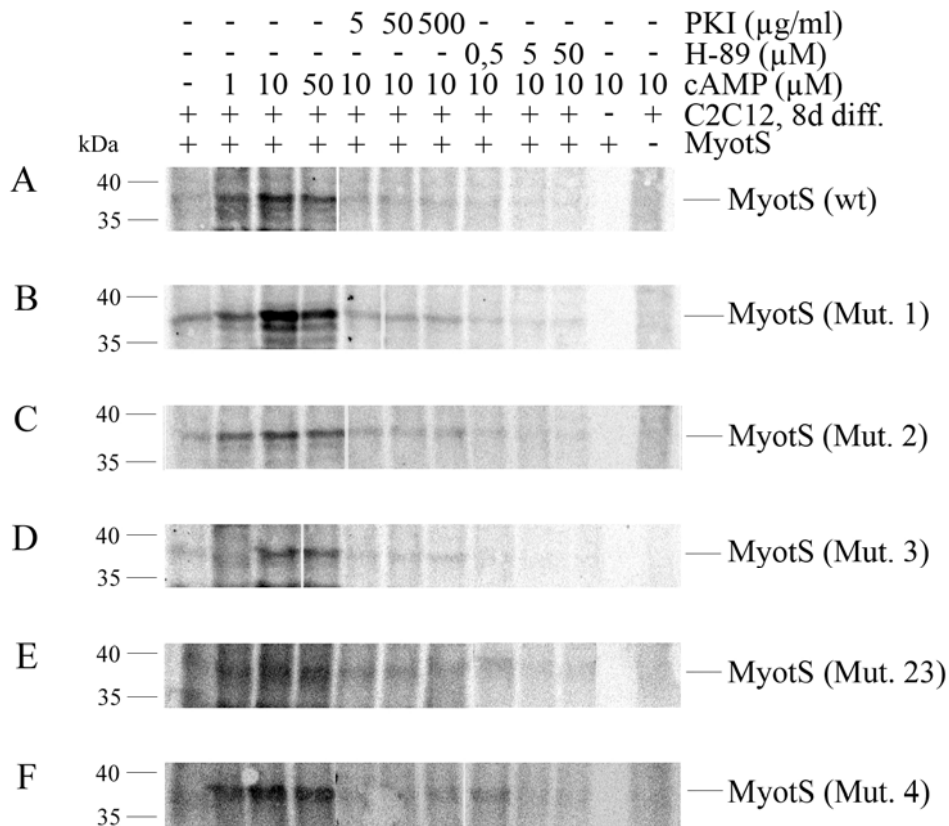 - - - - 5 50 500 - - - - - PKI (µg/ml)
- - - - - - - 0,5 5 50 - - H-89 (µM)
- 1 10 50 10 10 10 10 10 10 10 10 cAMP (µM)
+ + + + + + + + + + - + C2C12, 8d diff.
kDa + + + + + + + + + + + - MyotS
A 40 — 35 — — MyotS (wt)
B 40 — 35 — — MyotS (Mut. 1)
C 40 — 35 — — MyotS (Mut. 2)
D 40 — 35 — — MyotS (Mut. 3)
E 40 — 35 — — MyotS (Mut. 23)
F 40 — 35 — — MyotS (Mut. 4)